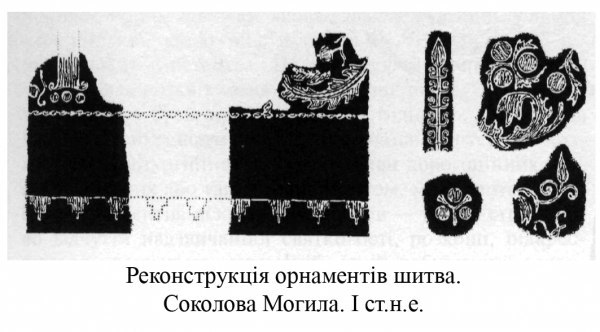 Реконструкція орнаментів шитва.
Соколова Могила. І ст.н.е.